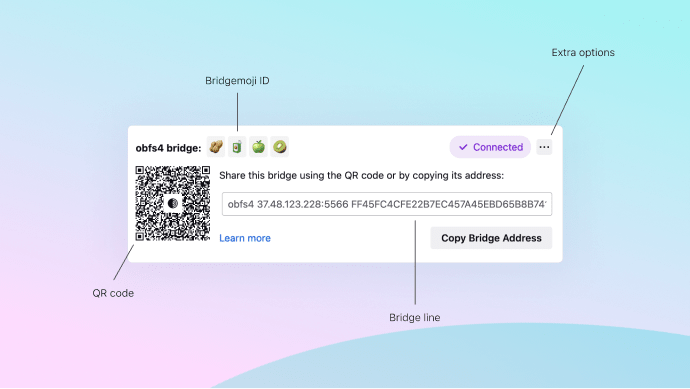 Extra options
Bridgemoji ID
obfs4 bridge:
Connected
Share this bridge using the QR code or by copying its address:
obfs4 37.48.123.228:5566 FF45FC4CFE22B7EC457A45EBD65B8B74
Learn more
Copy Bridge Address
QR code
Bridge line